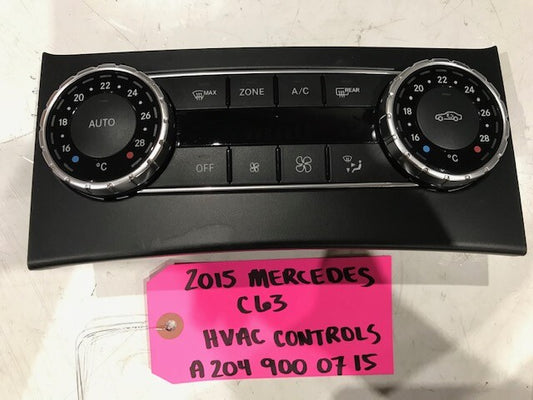 22 22
20 24 MAX ZONE A/C REAR 20 24
18 AUTO 26 18 26
16 28 16 28
°C OFF °C
2015 MERCEDES
C63
HVAC CONTROLS
A 204 900 07 15